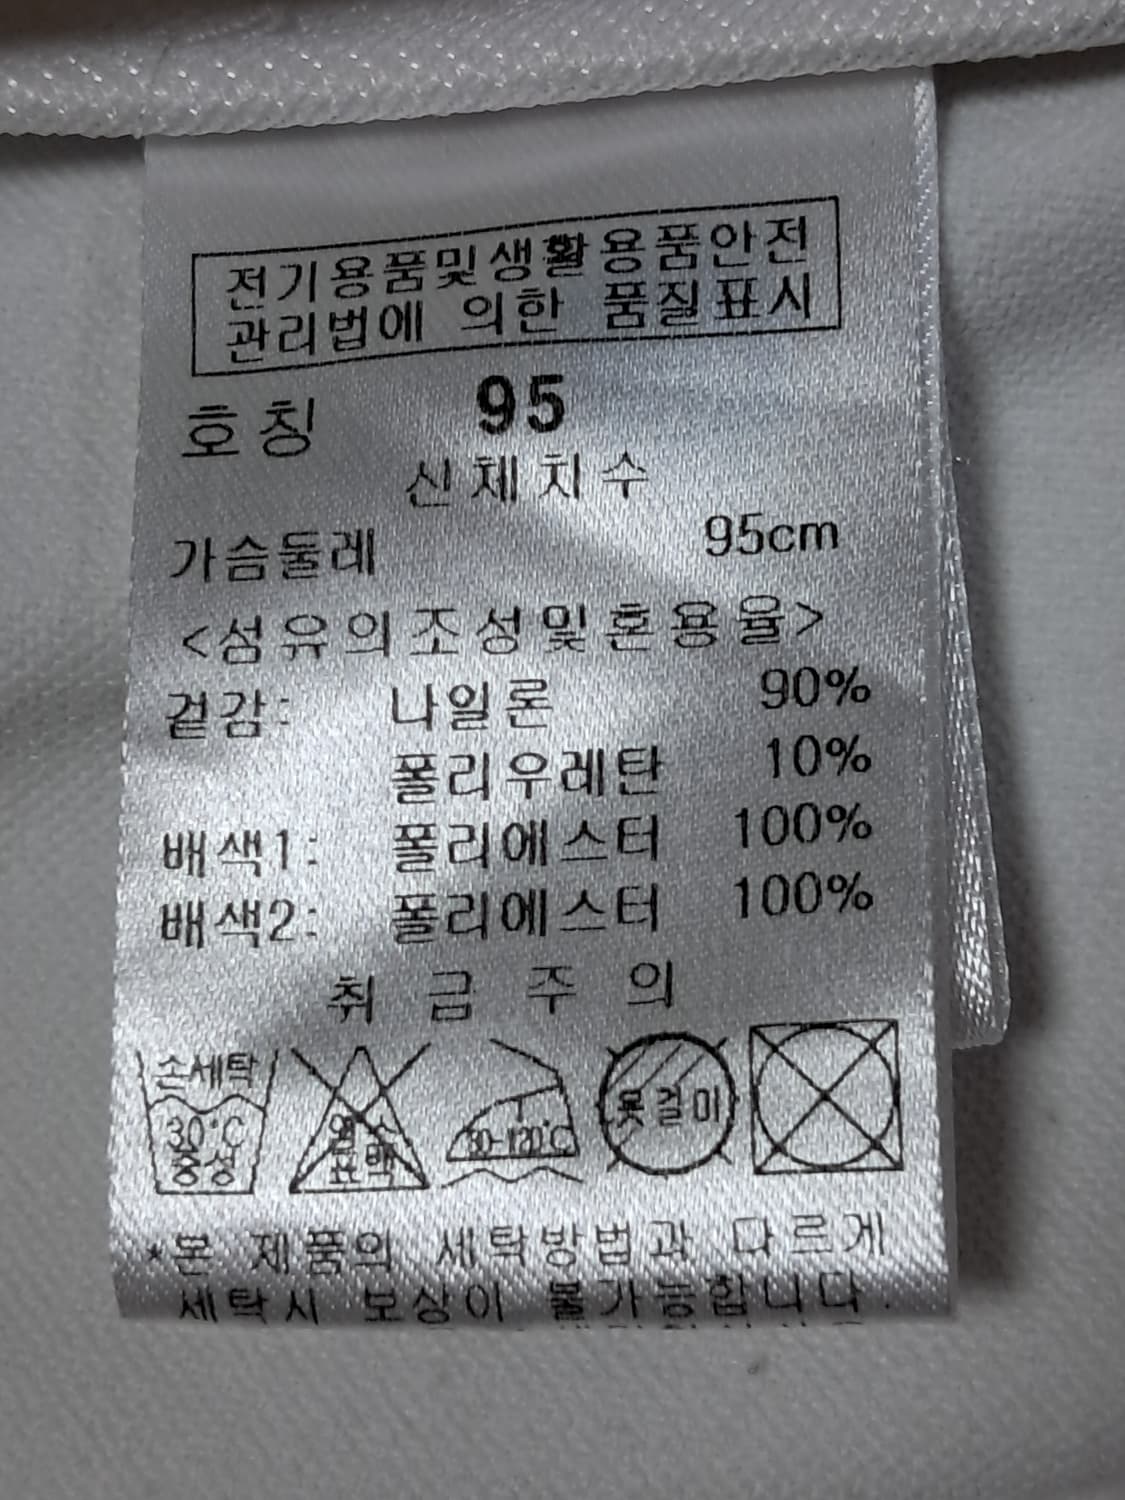 전기용품및생활용품안전
관리법에 의한 품질표시
호칭 95
신체치수
가슴둘레 95cm
<섬유의조성및혼용율>
겉감: 나일론 90%
폴리우레탄 10%
배색1: 폴리에스터 100%
배색2: 폴리에스터 100%
취급주의
손세탁
30°C
중성
염소
표백
80-120°C
옷걸이
*본 제품의 세탁방법과 다르게
세탁시 보상이 불가능합니다.